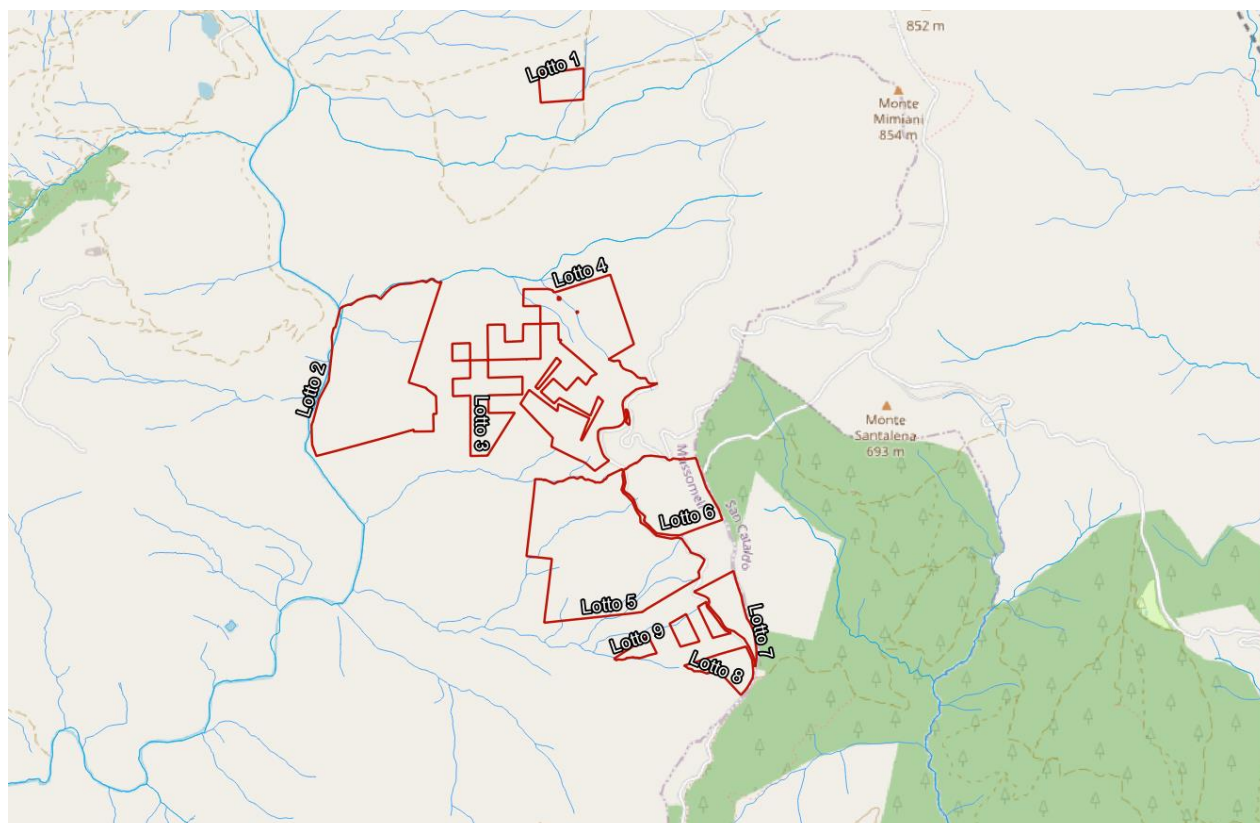 852 m
Lotto 1
Monte
Mimiani
854 m
Lotto 4
Lotto 2
Lotto 3
Monte
Santalena
693 m
Mussomeli
San Cataldo
Lotto 6
Lotto 5
Lotto 9
Lotto 7
Lotto 8